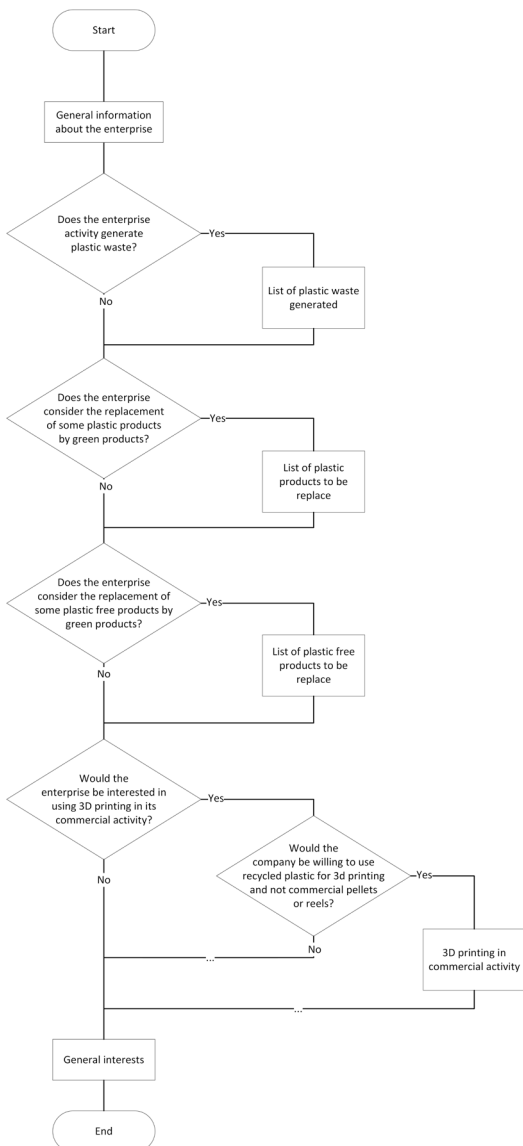 Start
General information
about the enterprise
Does the enterprise
activity generate
plastic waste?
Yes
List of plastic waste
generated
No
Does the enterprise
consider the replacement
of some plastic products
by green products?
Yes
List of plastic
products to be
replace
No
Does the enterprise
consider the replacement of
some plastic free products by
green products?
Yes
List of plastic free
products to be
replace
No
Would the
enterprise be interested in
using 3D printing in its
commercial activity?
Yes
Would the
company be willing to use
recycled plastic for 3d printing
and not commercial pellets
or reels?
Yes
No
No
3D printing in
commercial activity
...
...
General interests
End